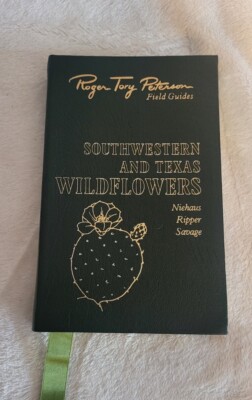 Roger Tory Peterson
Field Guides
SOUTHWESTERN
AND TEXAS
WILDFLOWERS
Niehaus
Ripper
Savage